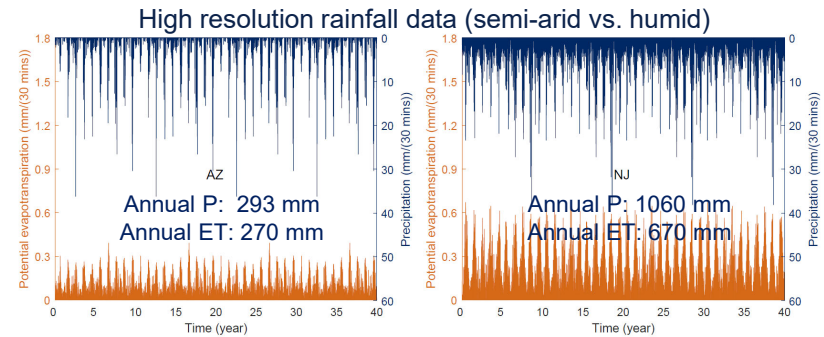 High resolution rainfall data (semi-arid vs. humid)
Potential evapotranspiration (mm/(30 mins))
1.8
1.5
1.2
0.9
0.6
0.3
0
AZ
Annual P: 293 mm
Annual ET: 270 mm
0
10
20
30
40
50
60
Precipitation (mm/(30 mins))
0 5 10 15 20 25 30 35 40
Time (year)
Potential evapotranspiration (mm/(30 mins))
1.8
1.5
1.2
0.9
0.6
0.3
0
NJ
Annual P: 1060 mm
Annual ET: 670 mm
0
10
20
30
40
50
60
Precipitation (mm/(30 mins))
0 5 10 15 20 25 30 35 40
Time (year)